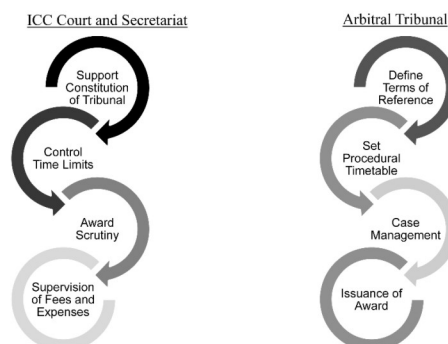 ICC Court and Secretariat
Support
Constitution
of Tribunal
Control
Time Limits
Award
Scrutiny
Supervision
of Fees and
Expenses
Arbitral Tribunal
Define
Terms of
Reference
Set
Procedural
Timetable
Case
Management
Issuance of
Award